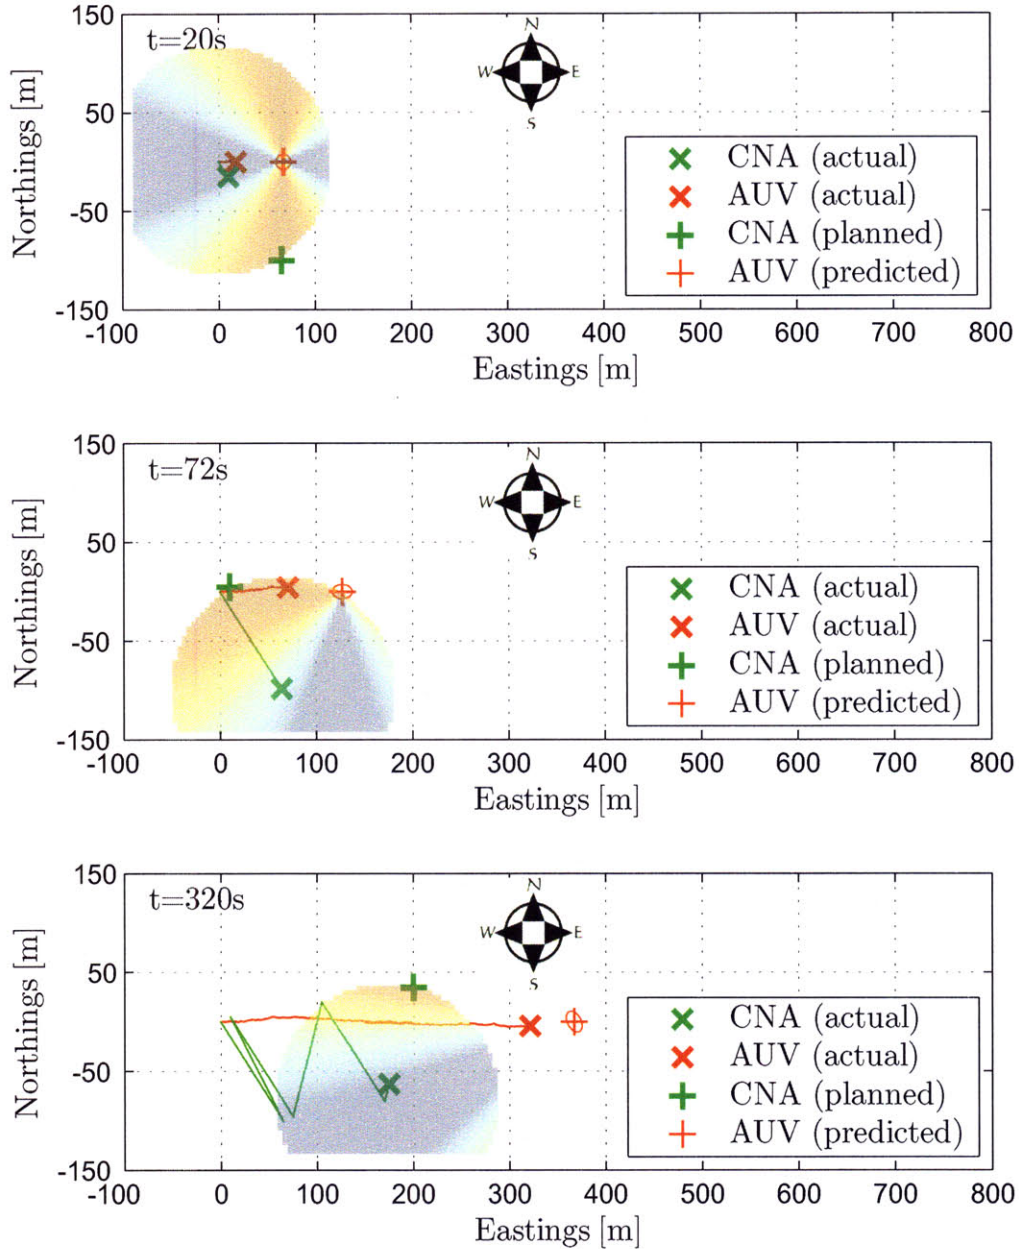 150
t=20s
N
W
E
S
50
-50
-150
Northings [m]
CNA (actual)
AUV (actual)
CNA (planned)
AUV (predicted)
-100 0 100 200 300 400 500 600 700 800
Eastings [m]
150
t=72s
N
W
E
S
50
-50
-150
Northings [m]
CNA (actual)
AUV (actual)
CNA (planned)
AUV (predicted)
-100 0 100 200 300 400 500 600 700 800
Eastings [m]
150
t=320s
N
W
E
S
50
-50
-150
Northings [m]
CNA (actual)
AUV (actual)
CNA (planned)
AUV (predicted)
-100 0 100 200 300 400 500 600 700 800
Eastings [m]